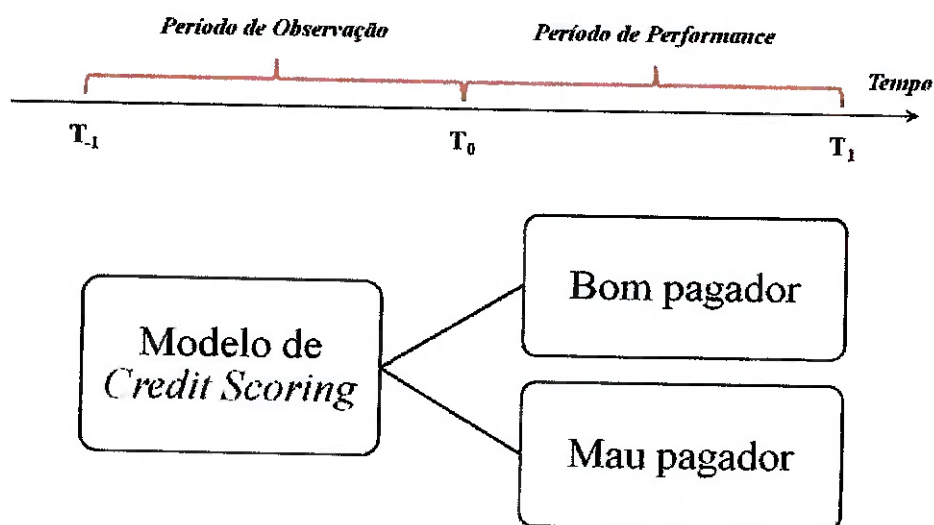 Período de Observação
Período de Performance
Tempo
T-1
T0
T1
Modelo de
Credit Scoring
Bom pagador
Mau pagador